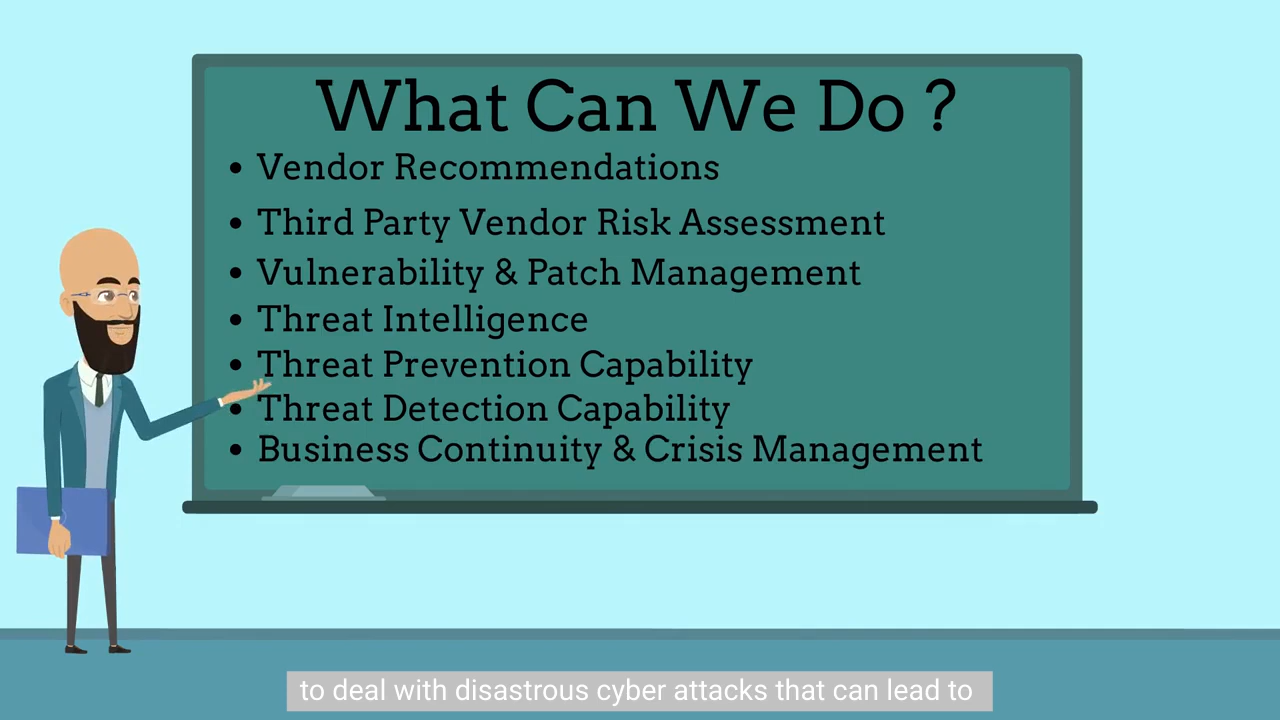 What Can We Do ?
• Vendor Recommendations
• Third Party Vendor Risk Assessment
• Vulnerability & Patch Management
• Threat Intelligence
• Threat Prevention Capability
• Threat Detection Capability
• Business Continuity & Crisis Management
to deal with disastrous cyber attacks that can lead to